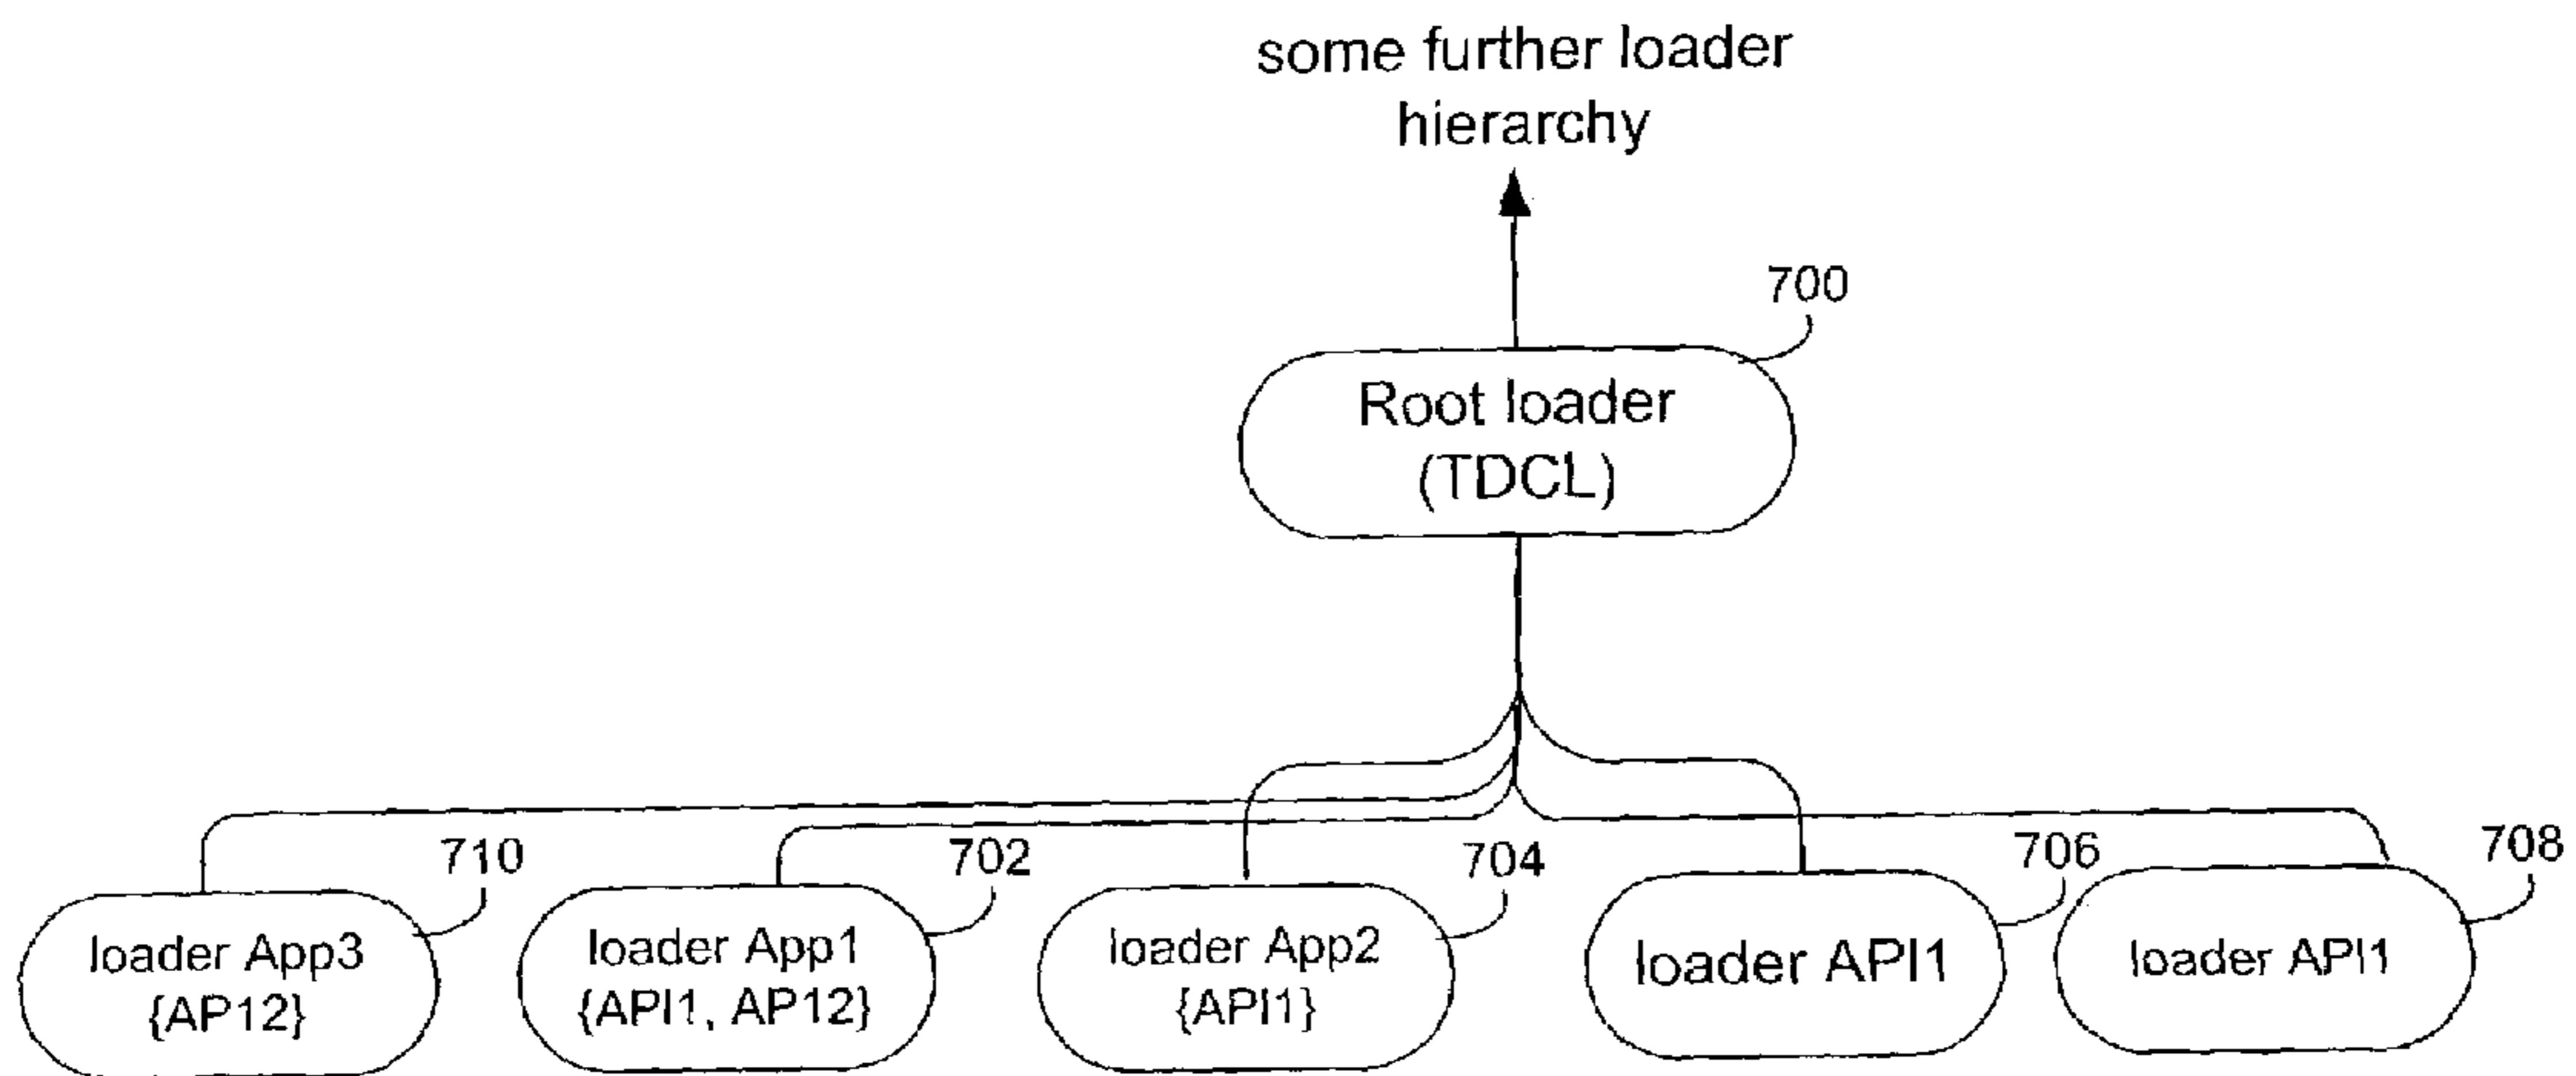 some further loader
hierarchy
700
Root loader
(TDCL)
710
702
704
706
708
loader App3
{AP12}
loader App1
{API1, AP12}
loader App2
{API1}
loader API1
loader API1